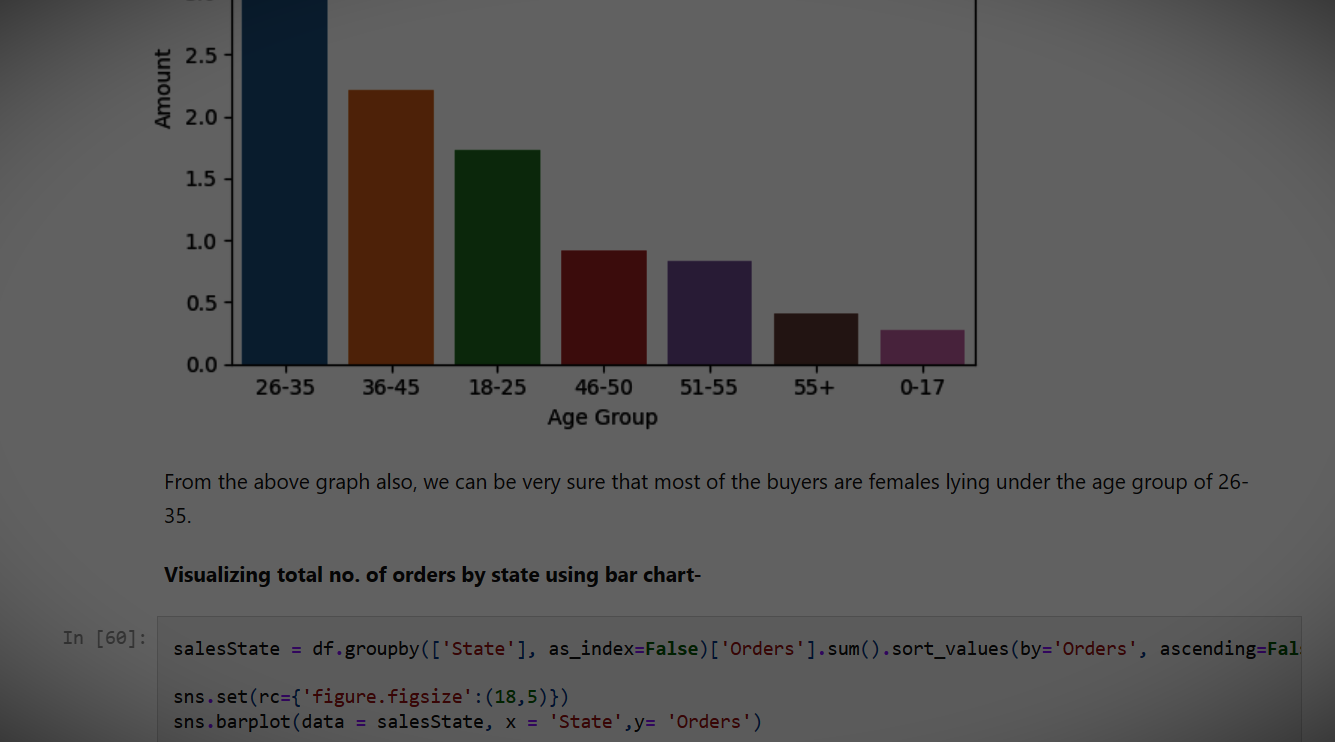 2.5
Amount
2.0
1.5
1.0
0.5
0.0
26-35 36-45 18-25 46-50 51-55 55+ 0-17
Age Group
From the above graph also, we can be very sure that most of the buyers are females lying under the age group of 26-
35.
Visualizing total no. of orders by state using bar chart-
In [60]:
salesState = df.groupby(['State'], as_index=False)['Orders'].sum().sort_values(by='Orders', ascending=Fal
sns.set(rc={'figure.figsize':(18,5)})
sns.barplot(data = salesState, x = 'State',y= 'Orders')